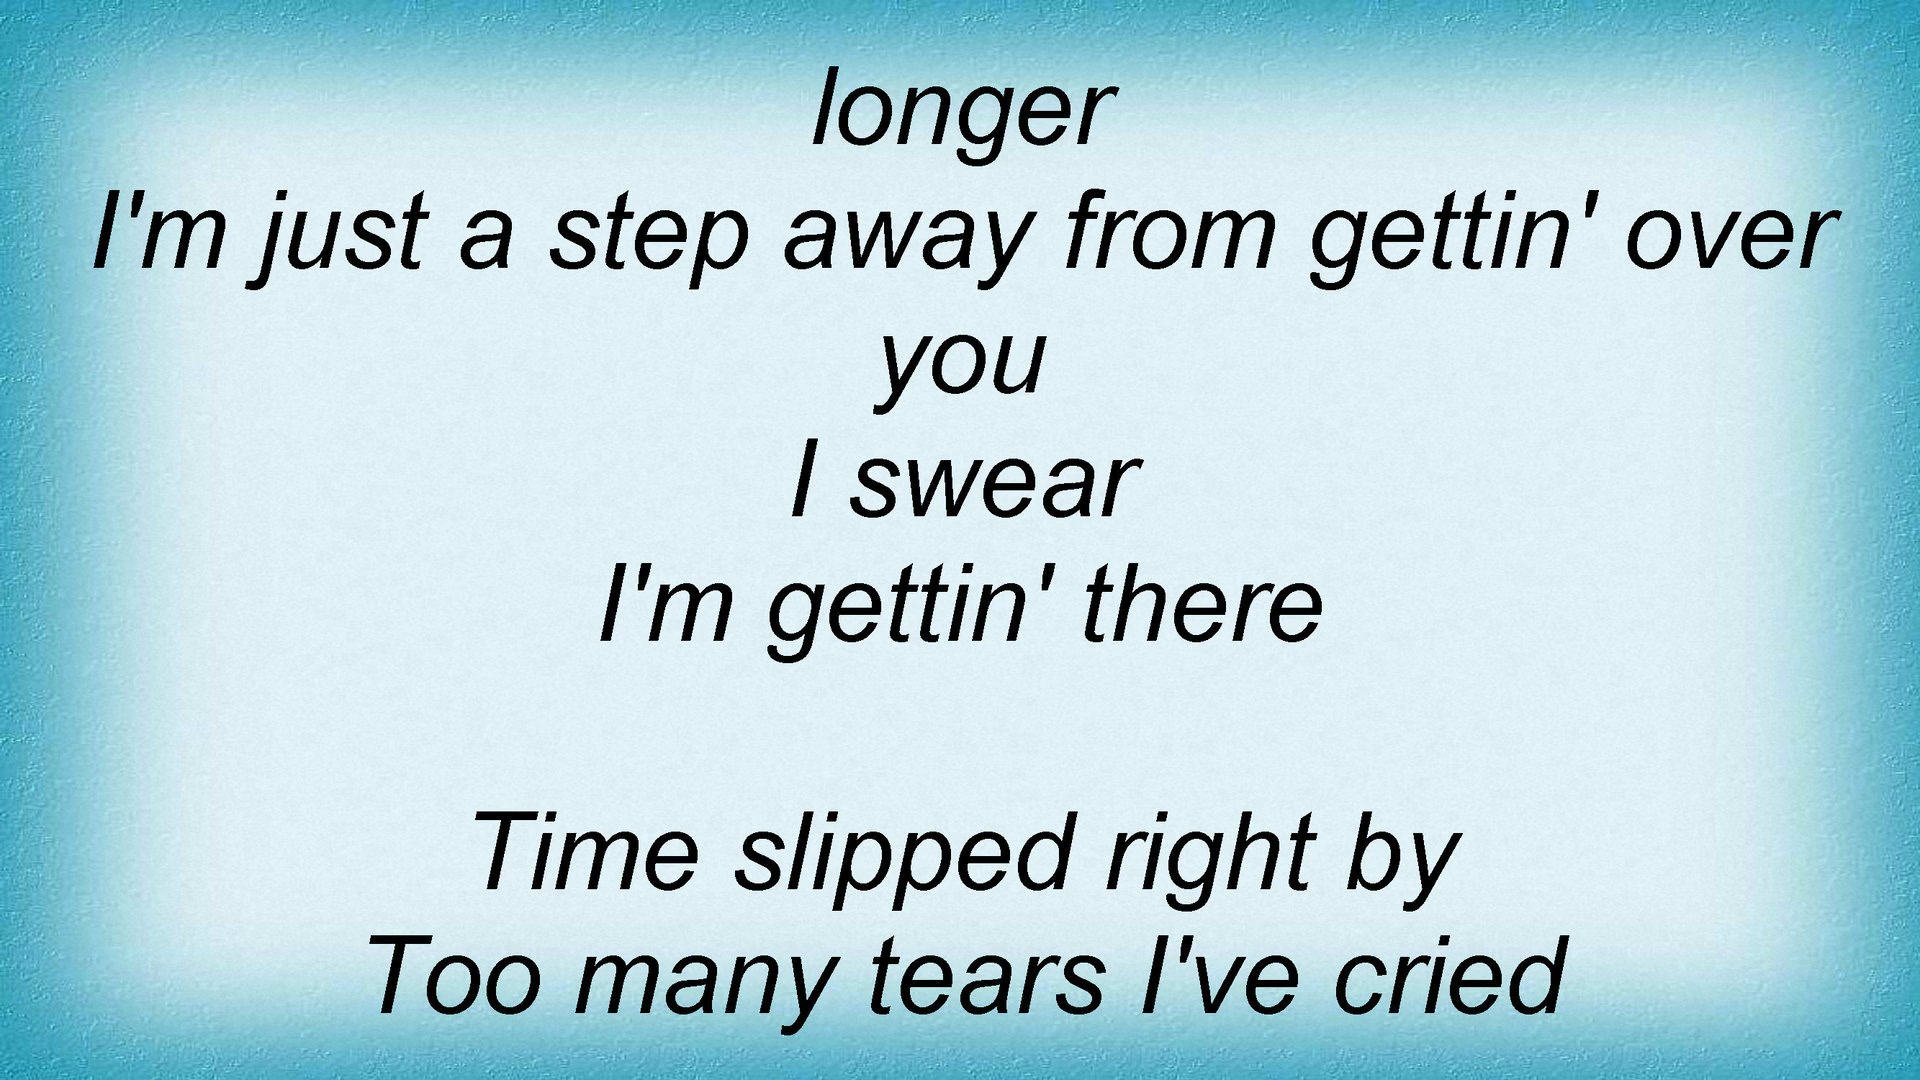 longer
I'm just a step away from gettin' over
you
I swear
I'm gettin' there
Time slipped right by
Too many tears I've cried